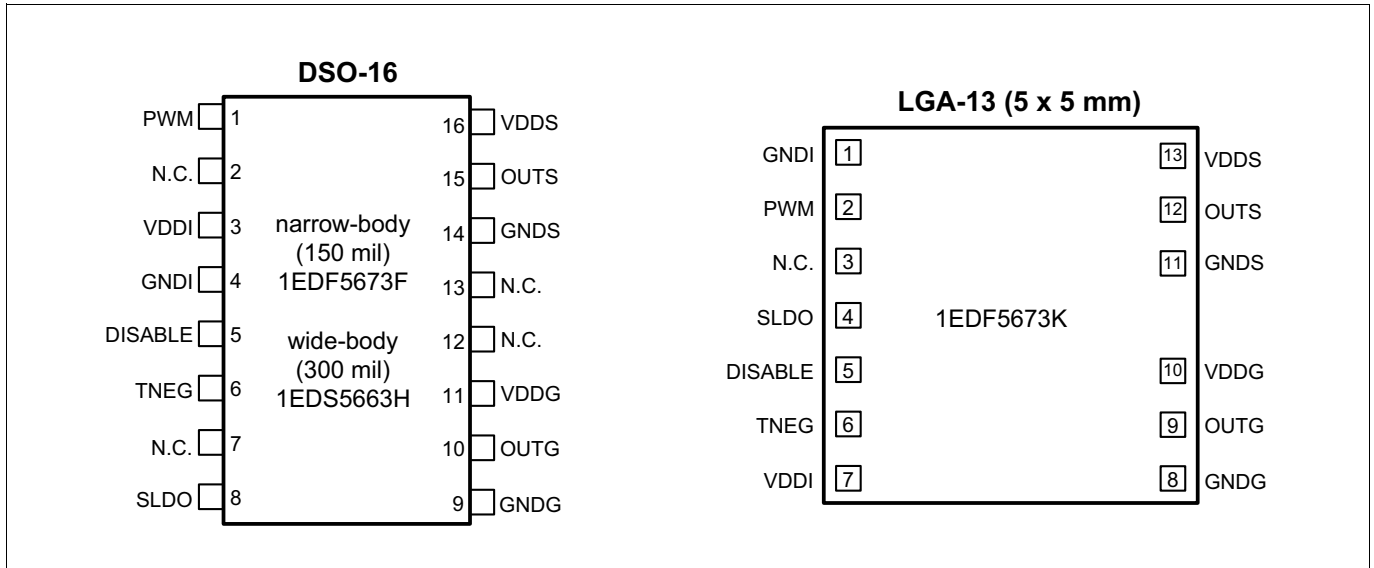 DSO-16
PWM 1
N.C. 2
VDDI 3
GNDI 4
DISABLE 5
TNEG 6
N.C. 7
SLDO 8
narrow-body
(150 mil)
1EDF5673F
wide-body
(300 mil)
1EDS5663H
16 VDDS
15 OUTS
14 GNDS
13 N.C.
12 N.C.
11 VDDG
10 OUTG
9 GNDG
LGA-13 (5 x 5 mm)
GNDI 1
PWM 2
N.C. 3
SLDO 4
DISABLE 5
TNEG 6
VDDI 7
1EDF5673K
13 VDDS
12 OUTS
11 GNDS
10 VDDG
9 OUTG
8 GNDG